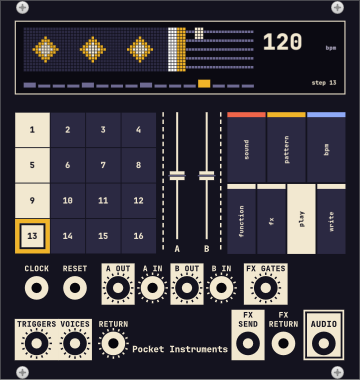 120 bpm
step 13
1 2 3 4
5 6 7 8
9 10 11 12
13 14 15 16
sound pattern bpm
function fx play write
A B
CLOCK RESET A OUT A IN B OUT B IN FX GATES
TRIGGERS VOICES RETURN Pocket Instruments FX SEND FX RETURN AUDIO